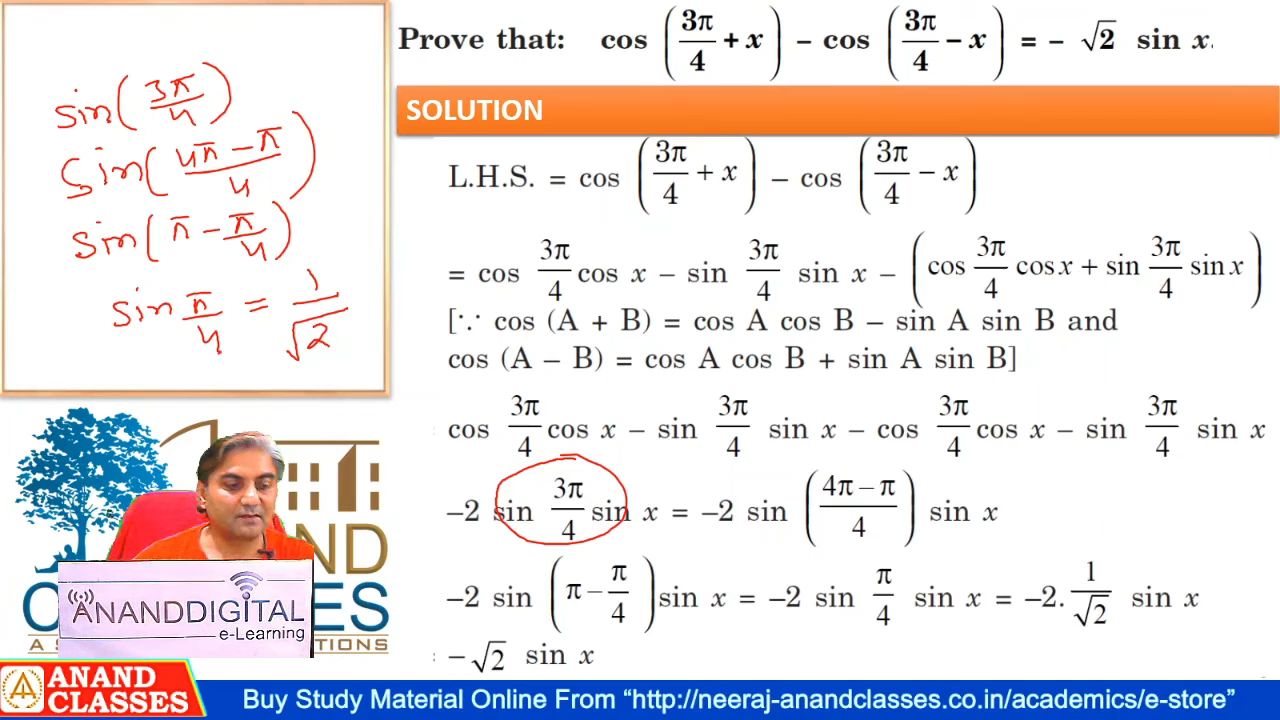 Prove that: cos (3π/4 + x) – cos (3π/4 – x) = – √2 sin x.
SOLUTION
sin(3π/4)
Sin(4π – π/4)
sin(π – π/4)
sin π/4 = 1/√2
L.H.S. = cos (3π/4 + x) – cos (3π/4 – x)
= cos 3π/4 cos x – sin 3π/4 sin x – (cos 3π/4 cos x + sin 3π/4 sin x)
[∵ cos (A + B) = cos A cos B – sin A sin B and
cos (A – B) = cos A cos B + sin A sin B]
cos 3π/4 cos x – sin 3π/4 sin x – cos 3π/4 cos x – sin 3π/4 sin x
–2 sin 3π/4 sin x = –2 sin (4π – π/4) sin x
–2 sin (π – π/4) sin x = –2 sin π/4 sin x = –2. 1/√2 sin x
: –√2 sin x
ANANDDIGITAL
e-Learning
ANAND
CLASSES
Buy Study Material Online From “http://neeraj-anandclasses.co.in/academics/e-store”